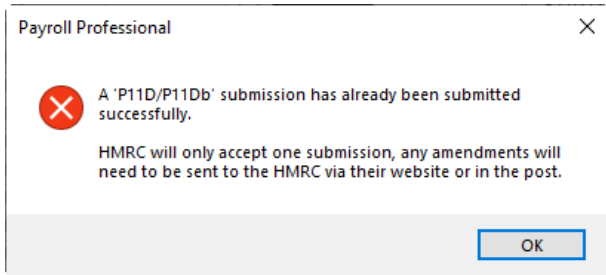 Payroll Professional
A 'P11D/P11Db' submission has already been submitted
successfully.
HMRC will only accept one submission, any amendments will
need to be sent to the HMRC via their website or in the post.
OK